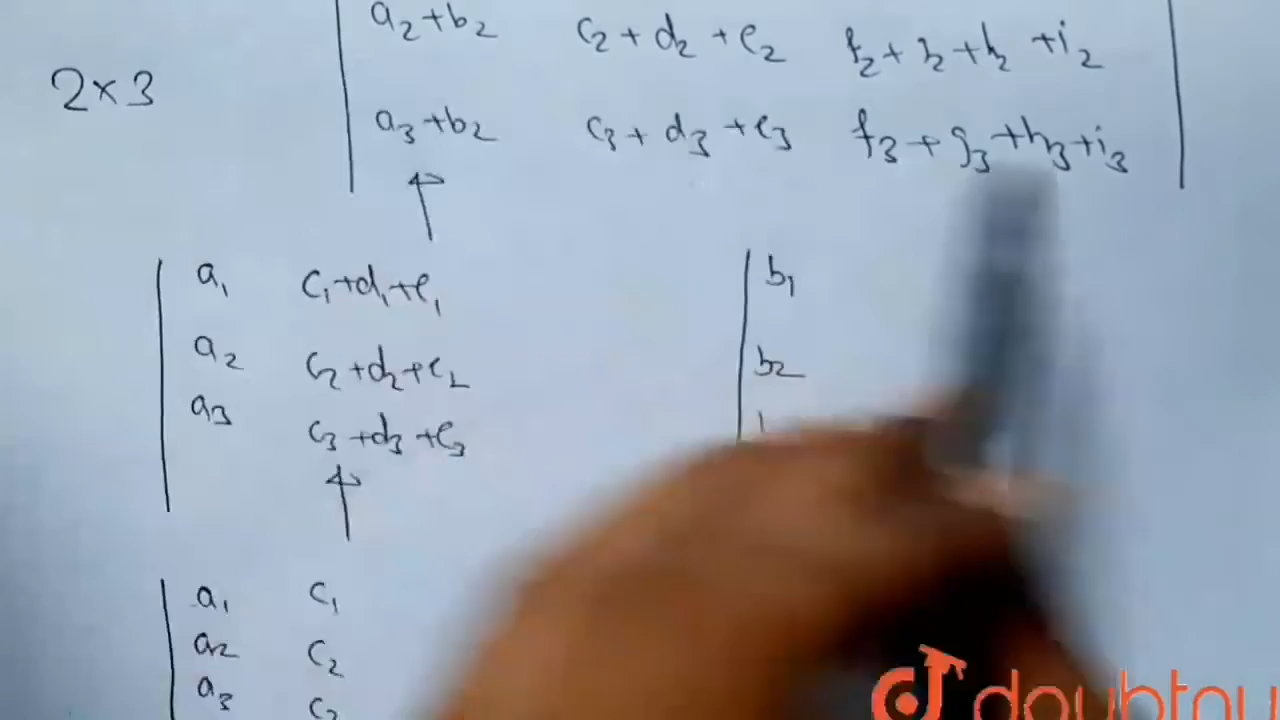 a₂+b₂ c₂+d₂+e₂ f₂+g₂+h₂+i₂
2×3
a₃+b₂ c₃+d₃+e₃ f₃+g₃+h₃+i₃
a₁ c₁+d₁+e₁ b₁
a₂ c₂+d₂+e₂ b₂
a₃ c₃+d₃+e₃
a₁ c₁
a₂ c₂
a₃ c₃
doubtnu